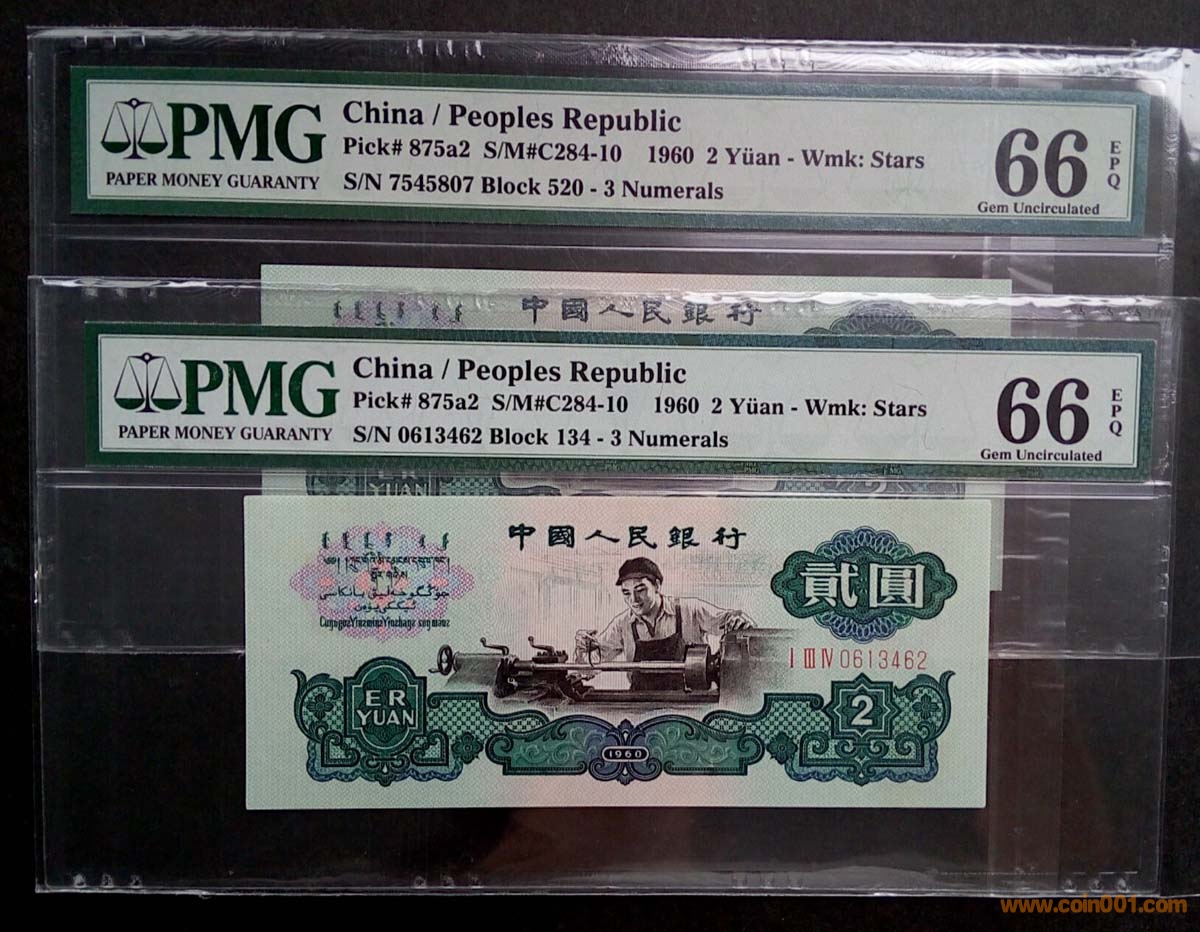 PMG
PAPER MONEY GUARANTY
China / Peoples Republic
Pick# 875a2 S/M#C284-10 1960 2 Yüan - Wmk: Stars
S/N 7545807 Block 520 - 3 Numerals
66
EPQ
Gem Uncirculated
中國人民銀行
PMG
PAPER MONEY GUARANTY
China / Peoples Republic
Pick# 875a2 S/M#C284-10 1960 2 Yüan - Wmk: Stars
S/N 0613462 Block 134 - 3 Numerals
66
EPQ
Gem Uncirculated
YUAN
2
中國人民銀行
貳圓
I III IV 0613462
ER
YUAN
1960
2
www.coin001.com